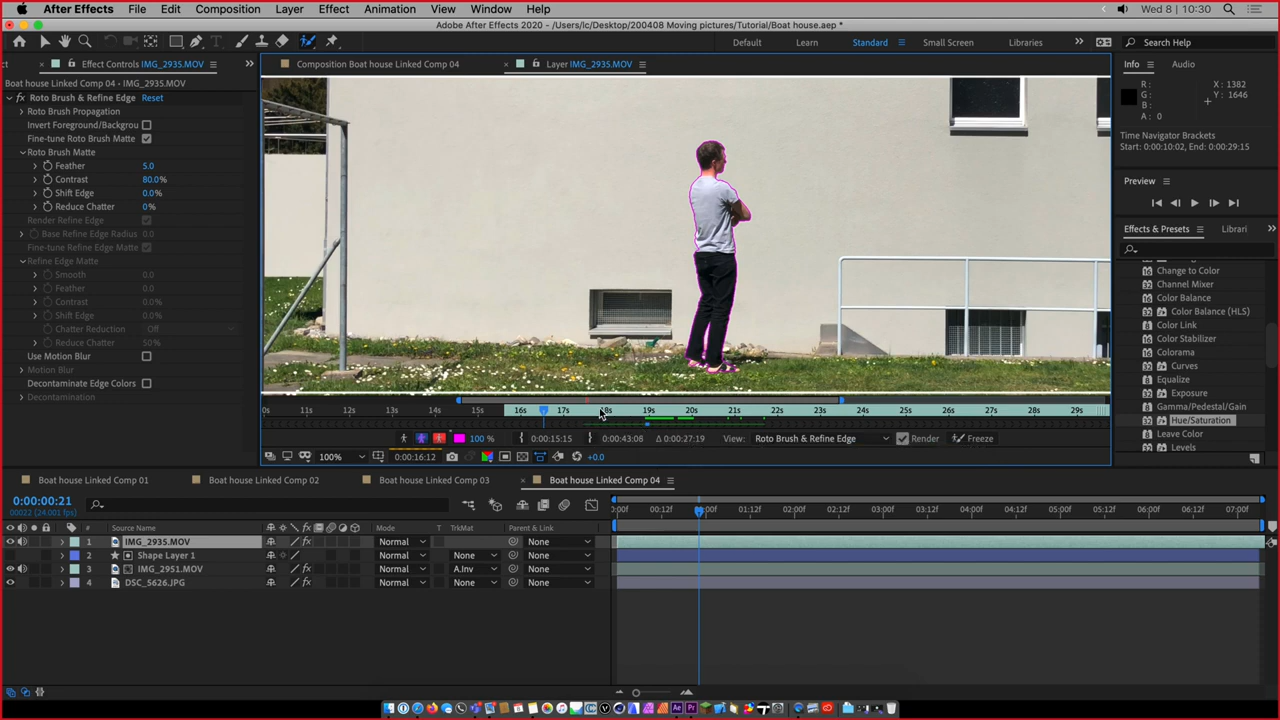 After Effects File Edit Composition Layer Effect Animation View Window Help Wed 8 | 10:30
Adobe After Effects 2020 - /Users/lc/Desktop/200408 Moving pictures/Tutorial/Boat house.aep *
Default Learn Standard Small Screen Libraries Search Help
Effect Controls IMG_2935.MOV
Composition Boat house Linked Comp 04
Layer IMG_2935.MOV
Info Audio
Boat house Linked Comp 04 • IMG_2935.MOV
Roto Brush & Refine Edge Reset
Roto Brush Propagation
Invert Foreground/Backgrou
Fine-tune Roto Brush Matte
Roto Brush Matte
Feather 5.0
Contrast 80.0%
Shift Edge 0.0%
Reduce Chatter 0%
Render Refine Edge
Base Refine Edge Radius 0.0
Fine-tune Refine Edge Matte
Refine Edge Matte
Smooth 0.0
Feather 0.0
Contrast 0.0%
Shift Edge 0.0%
Chatter Reduction Off
Reduce Chatter 50%
Use Motion Blur
Motion Blur
Decontaminate Edge Colors
Decontamination
R: X: 1382
G: Y: 1646
B:
A: 0
Time Navigator Brackets
Start: 0:00:10:02, End: 0:00:29:15
Preview
Effects & Presets Librari
Change to Color
Channel Mixer
Color Balance
Color Balance (HLS)
Color Link
Color Stabilizer
Colorama
Curves
Equalize
Exposure
Gamma/Pedestal/Gain
Hue/Saturation
Leave Color
Levels
0s 11s 12s 13s 14s 15s 16s 17s 18s 19s 20s 21s 22s 23s 24s 25s 26s 27s 28s 29s
100 % 0:00:15:15 0:00:43:08 Δ 0:00:27:19 View: Roto Brush & Refine Edge Render Freeze
100% 0:00:16:12 +0.0
Boat house Linked Comp 01 Boat house Linked Comp 02 Boat house Linked Comp 03 Boat house Linked Comp 04
0:00:00:21
00022 (24.001 fps)
0:00f 00:12f 01:00f 01:12f 02:00f 02:12f 03:00f 03:12f 04:00f 04:12f 05:00f 05:12f 06:00f 06:12f 07:00f
# Source Name Mode T TrkMat Parent & Link
1 IMG_2935.MOV Normal None
2 Shape Layer 1 Normal None None
3 IMG_2951.MOV Normal A.Inv None
4 DSC_5626.JPG Normal None None